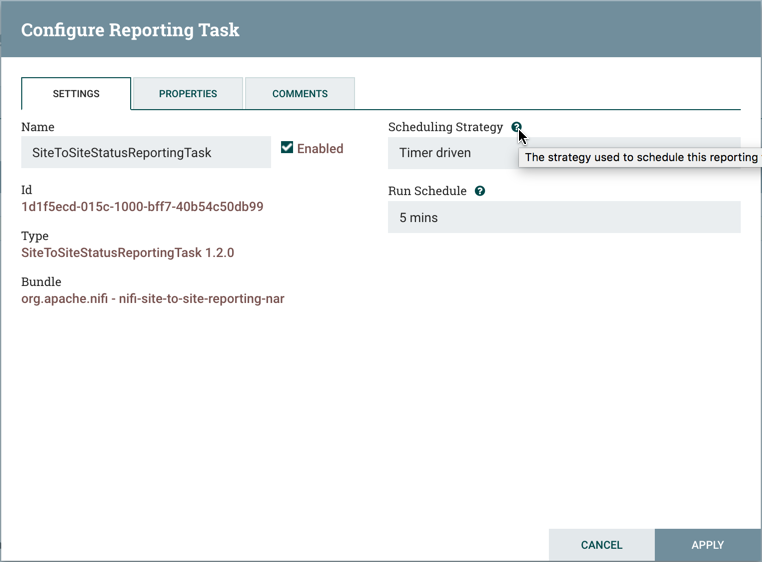 Configure Reporting Task
SETTINGS
PROPERTIES
COMMENTS
Name
SiteToSiteStatusReportingTask
Enabled
Id
1d1f5ecd-015c-1000-bff7-40b54c50db99
Type
SiteToSiteStatusReportingTask 1.2.0
Bundle
org.apache.nifi - nifi-site-to-site-reporting-nar
Scheduling Strategy ?
Timer driven
The strategy used to schedule this reporting
Run Schedule ?
5 mins
CANCEL
APPLY